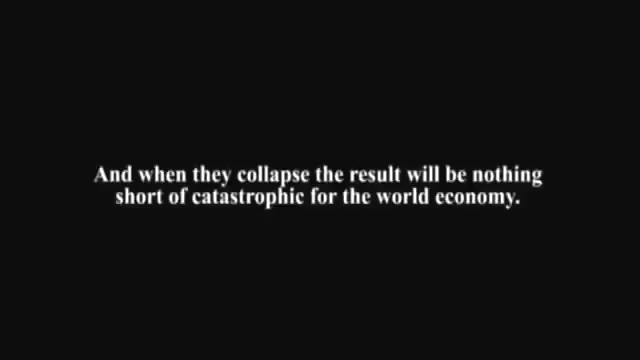 And when they collapse the result will be nothing
short of catastrophic for the world economy.